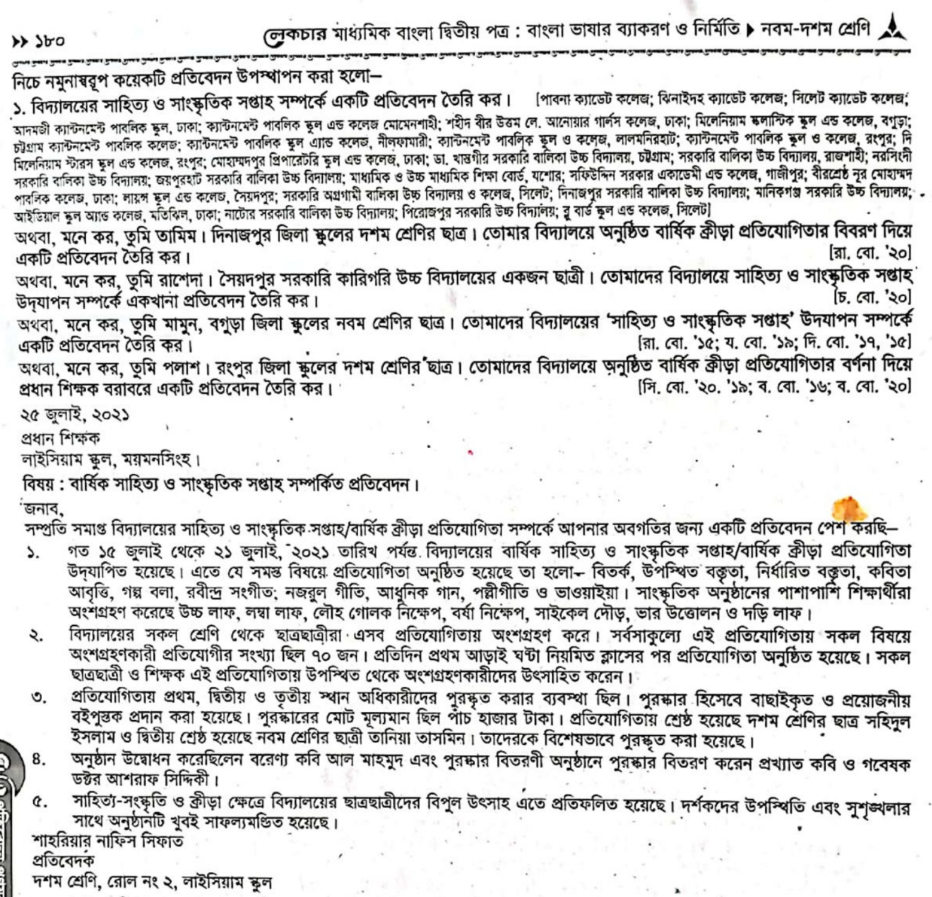 >> ১৮০ লেকচার মাধ্যমিক বাংলা দ্বিতীয় পত্র : বাংলা ভাষার ব্যাকরণ ও নির্মিতি ▶ নবম-দশম শ্রেণি
নিচে নমুনাস্বরূপ কয়েকটি প্রতিবেদন উপস্থাপন করা হলো—
১. বিদ্যালয়ের সাহিত্য ও সাংস্কৃতিক সপ্তাহ সম্পর্কে একটি প্রতিবেদন তৈরি কর। [পাবনা ক্যাডেট কলেজ; ঝিনাইদহ ক্যাডেট কলেজ; সিলেট ক্যাডেট কলেজ;
আদমজী ক্যান্টনমেন্ট পাবলিক স্কুল, ঢাকা; ক্যান্টনমেন্ট পাবলিক স্কুল এন্ড কলেজ মোমেনশাহী; শহীদ বীর উত্তম লে. আনোয়ার গার্লস কলেজ, ঢাকা; মিলেনিয়াম স্কলাস্টিক স্কুল এন্ড কলেজ, বগুড়া;
চট্টগ্রাম ক্যান্টনমেন্ট পাবলিক কলেজ; ক্যান্টনমেন্ট পাবলিক স্কুল এ্যান্ড কলেজ, নীলফামারী; ক্যান্টনমেন্ট পাবলিক স্কুল ও কলেজ, লালমনিরহাট; ক্যান্টনমেন্ট পাবলিক স্কুল ও কলেজ, রংপুর; দি
মিলেনিয়াম স্টারস স্কুল এন্ড কলেজ, রংপুর; মোহাম্মদপুর প্রিপারেটরি স্কুল এন্ড কলেজ, ঢাকা; ডা. খাস্তগীর সরকারি বালিকা উচ্চ বিদ্যালয়, চট্টগ্রাম; সরকারি বালিকা উচ্চ বিদ্যালয়, রাজশাহী; নরসিংদী
সরকারি বালিকা উচ্চ বিদ্যালয়; জয়পুরহাট সরকারি বালিকা উচ্চ বিদ্যালয়; মাধ্যমিক ও উচ্চ মাধ্যমিক শিক্ষা বোর্ড, যশোর; সফিউদ্দিন সরকার একাডেমী এন্ড কলেজ, গাজীপুর; বীরশ্রেষ্ঠ নূর মোহাম্মদ
পাবলিক কলেজ, ঢাকা; লায়ন্স স্কুল এন্ড কলেজ, সৈয়দপুর; সরকারি অগ্রগামী বালিকা উচ্চ বিদ্যালয় ও কলেজ, সিলেট; দিনাজপুর সরকারি বালিকা উচ্চ বিদ্যালয়; মানিকগঞ্জ সরকারি উচ্চ বিদ্যালয়;
আইডিয়াল স্কুল অ্যান্ড কলেজ, মতিঝিল, ঢাকা; নাটোর সরকারি বালিকা উচ্চ বিদ্যালয়; পিরোজপুর সরকারি উচ্চ বিদ্যালয়; ব্লু বার্ড স্কুল এন্ড কলেজ, সিলেট]
অথবা, মনে কর, তুমি তামিম। দিনাজপুর জিলা স্কুলের দশম শ্রেণির ছাত্র। তোমার বিদ্যালয়ে অনুষ্ঠিত বার্ষিক ক্রীড়া প্রতিযোগিতার বিবরণ দিয়ে
একটি প্রতিবেদন তৈরি কর। [রা. বো. '২০]
অথবা, মনে কর, তুমি রাশেদা। সৈয়দপুর সরকারি কারিগরি উচ্চ বিদ্যালয়ের একজন ছাত্রী। তোমাদের বিদ্যালয়ে সাহিত্য ও সাংস্কৃতিক সপ্তাহ
উদ্‌যাপন সম্পর্কে একখানা প্রতিবেদন তৈরি কর। [চ. বো. '২০]
অথবা, মনে কর, তুমি মামুন, বগুড়া জিলা স্কুলের নবম শ্রেণির ছাত্র। তোমাদের বিদ্যালয়ের ‘সাহিত্য ও সাংস্কৃতিক সপ্তাহ’ উদযাপন সম্পর্কে
একটি প্রতিবেদন তৈরি কর। [রা. বো. '১৫; য. বো. '১৯; দি. বো. '১৭, '১৫]
অথবা, মনে কর, তুমি পলাশ। রংপুর জিলা স্কুলের দশম শ্রেণির ছাত্র। তোমাদের বিদ্যালয়ে অনুষ্ঠিত বার্ষিক ক্রীড়া প্রতিযোগিতার বর্ণনা দিয়ে
প্রধান শিক্ষক বরাবরে একটি প্রতিবেদন তৈরি কর। [সি. বো. '২০. '১৯; ব. বো. '১৬; ব. বো. '২০]
২৫ জুলাই, ২০২১
প্রধান শিক্ষক
লাইসিয়াম স্কুল, ময়মনসিংহ।
বিষয় : বার্ষিক সাহিত্য ও সাংস্কৃতিক সপ্তাহ সম্পর্কিত প্রতিবেদন।
জনাব,
সম্প্রতি সমাপ্ত বিদ্যালয়ের সাহিত্য ও সাংস্কৃতিক সপ্তাহ/বার্ষিক ক্রীড়া প্রতিযোগিতা সম্পর্কে আপনার অবগতির জন্য একটি প্রতিবেদন পেশ করছি—
১. গত ১৫ জুলাই থেকে ২১ জুলাই, ২০২১ তারিখ পর্যন্ত বিদ্যালয়ের বার্ষিক সাহিত্য ও সাংস্কৃতিক সপ্তাহ/বার্ষিক ক্রীড়া প্রতিযোগিতা
উদ্‌যাপিত হয়েছে। এতে যে সমস্ত বিষয়ে প্রতিযোগিতা অনুষ্ঠিত হয়েছে তা হলো– বিতর্ক, উপস্থিত বক্তৃতা, নির্ধারিত বক্তৃতা, কবিতা
আবৃত্তি, গল্প বলা, রবীন্দ্র সংগীত; নজরুল গীতি, আধুনিক গান, পল্লীগীতি ও ভাওয়াইয়া। সাংস্কৃতিক অনুষ্ঠানের পাশাপাশি শিক্ষার্থীরা
অংশগ্রহণ করেছে উচ্চ লাফ, লম্বা লাফ, লৌহ গোলক নিক্ষেপ, বর্ষা নিক্ষেপ, সাইকেল দৌড়, ভার উত্তোলন ও দড়ি লাফ।
২. বিদ্যালয়ের সকল শ্রেণি থেকে ছাত্রছাত্রীরা এসব প্রতিযোগিতায় অংশগ্রহণ করে। সর্বসাকুল্যে এই প্রতিযোগিতায় সকল বিষয়ে
অংশগ্রহণকারী প্রতিযোগীর সংখ্যা ছিল ৭০ জন। প্রতিদিন প্রথম আড়াই ঘণ্টা নিয়মিত ক্লাসের পর প্রতিযোগিতা অনুষ্ঠিত হয়েছে। সকল
ছাত্রছাত্রী ও শিক্ষক এই প্রতিযোগিতায় উপস্থিত থেকে অংশগ্রহণকারীদের উৎসাহিত করেন।
৩. প্রতিযোগিতায় প্রথম, দ্বিতীয় ও তৃতীয় স্থান অধিকারীদের পুরস্কৃত করার ব্যবস্থা ছিল। পুরস্কার হিসেবে বাছাইকৃত ও প্রয়োজনীয়
বইপুস্তক প্রদান করা হয়েছে। পুরস্কারের মোট মূল্যমান ছিল পাঁচ হাজার টাকা। প্রতিযোগিতায় শ্রেষ্ঠ হয়েছে দশম শ্রেণির ছাত্র সহিদুল
ইসলাম ও দ্বিতীয় শ্রেষ্ঠ হয়েছে নবম শ্রেণির ছাত্রী তানিয়া তাসমিন। তাদেরকে বিশেষভাবে পুরস্কৃত করা হয়েছে।
৪. অনুষ্ঠান উদ্বোধন করেছিলেন বরেণ্য কবি আল মাহমুদ এবং পুরস্কার বিতরণী অনুষ্ঠানে পুরস্কার বিতরণ করেন প্রখ্যাত কবি ও গবেষক
ডক্টর আশরাফ সিদ্দিকী।
৫. সাহিত্য-সংস্কৃতি ও ক্রীড়া ক্ষেত্রে বিদ্যালয়ের ছাত্রছাত্রীদের বিপুল উৎসাহ এতে প্রতিফলিত হয়েছে। দর্শকদের উপস্থিতি এবং সুশৃঙ্খলার
সাথে অনুষ্ঠানটি খুবই সাফল্যমণ্ডিত হয়েছে।
শাহরিয়ার নাফিস সিফাত
প্রতিবেদক
দশম শ্রেণি, রোল নং ২, লাইসিয়াম স্কুল